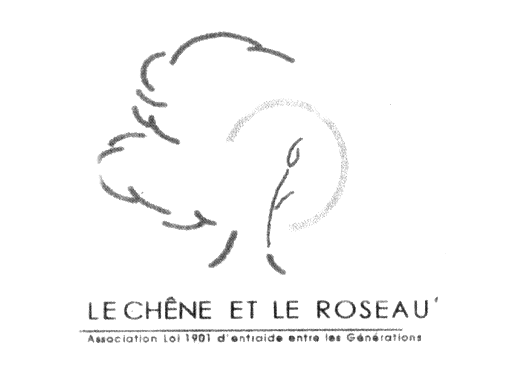 LE CHÊNE ET LE ROSEAU'
Association Loi 1901 d'entraide entre les Générations